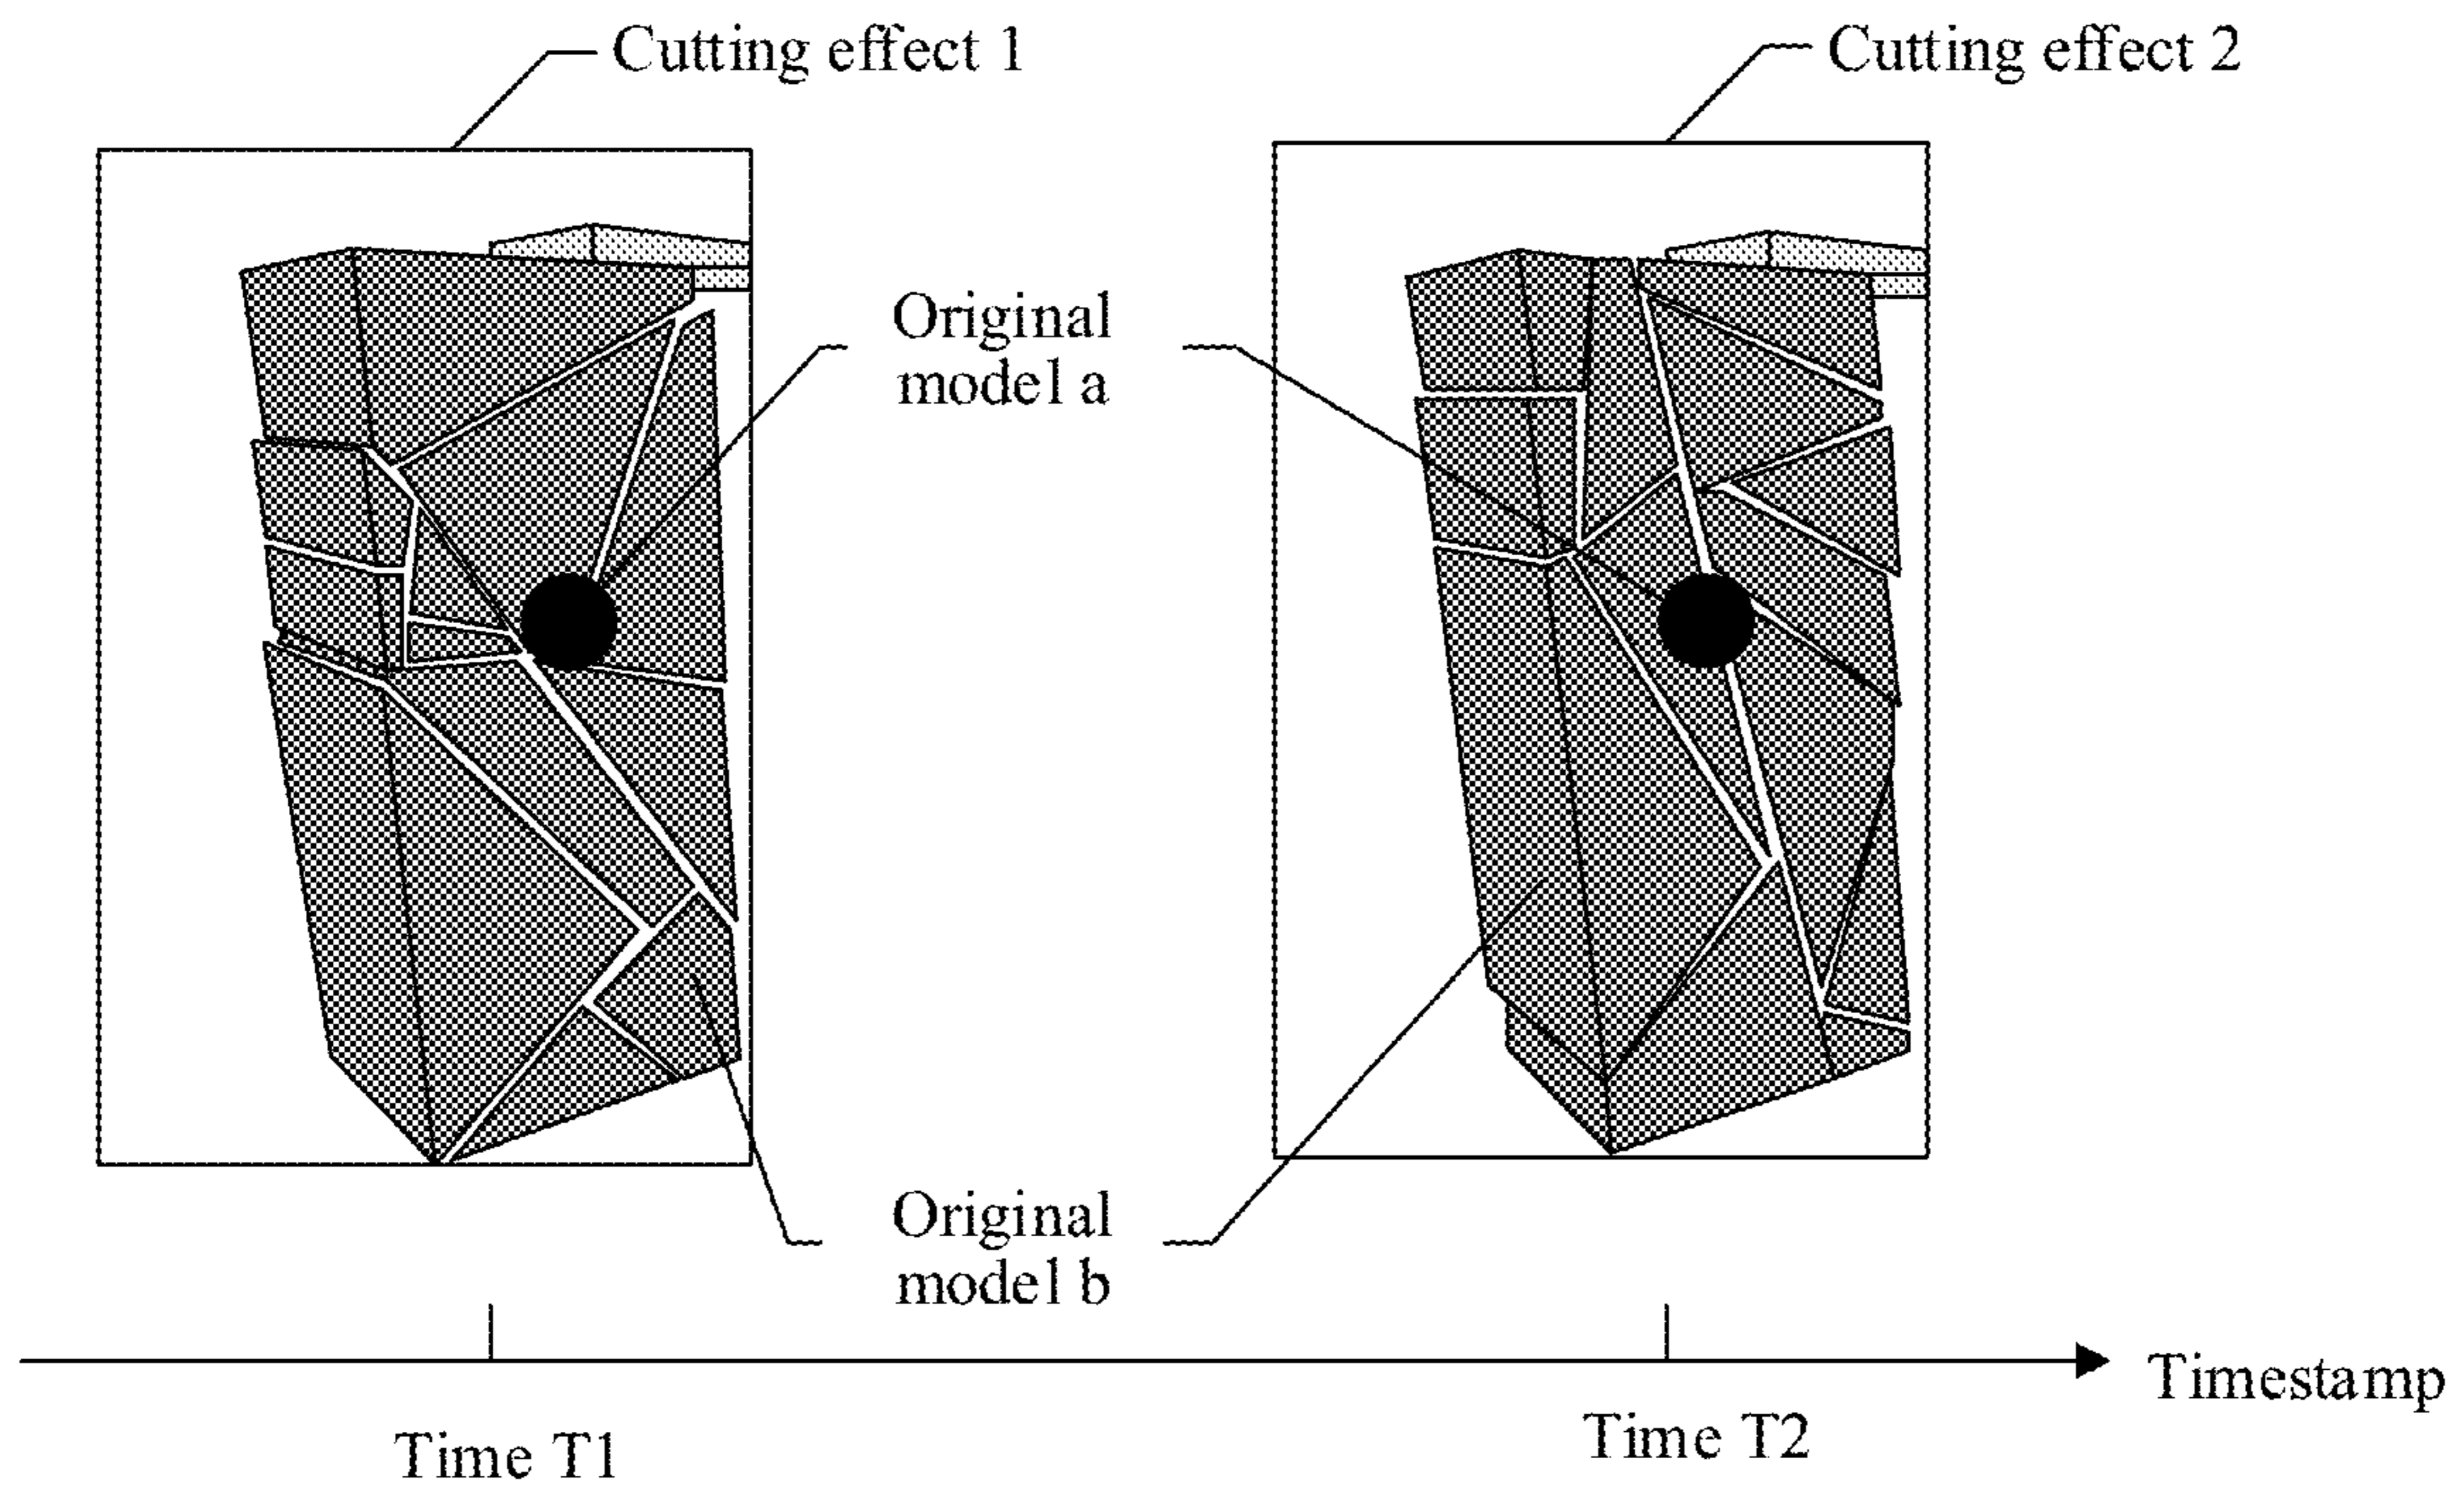 Cutting effect 1
Cutting effect 2
Original
model a
Original
model b
Timestamp
Time T1
Time T2